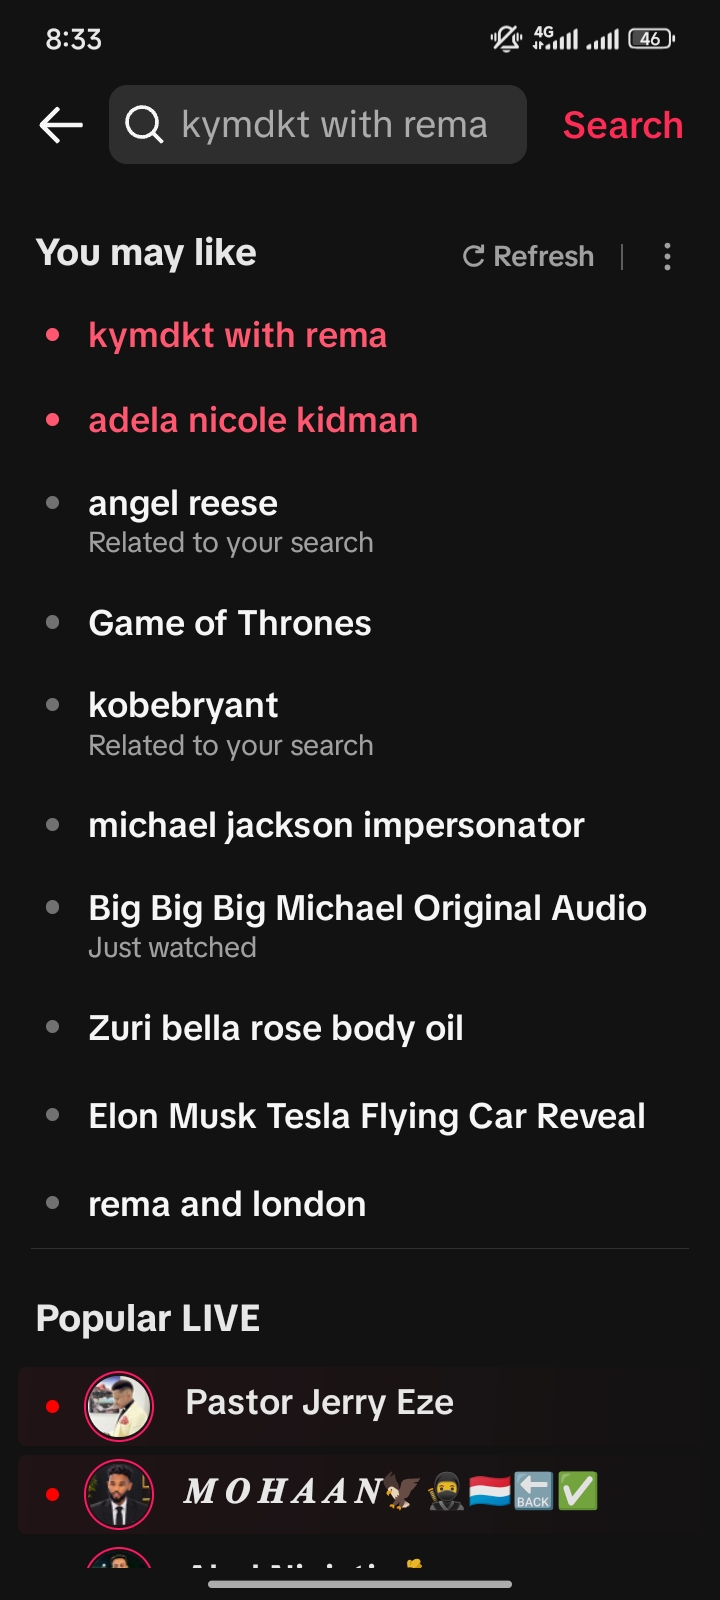 8:33
4G
46
kymdkt with rema
Search
You may like
Refresh
kymdkt with rema
adela nicole kidman
angel reese
Related to your search
Game of Thrones
kobebryant
Related to your search
michael jackson impersonator
Big Big Big Michael Original Audio
Just watched
Zuri bella rose body oil
Elon Musk Tesla Flying Car Reveal
rema and london
Popular LIVE
Pastor Jerry Eze
MOHAAN🦅🥷🇱🇺🔙✅